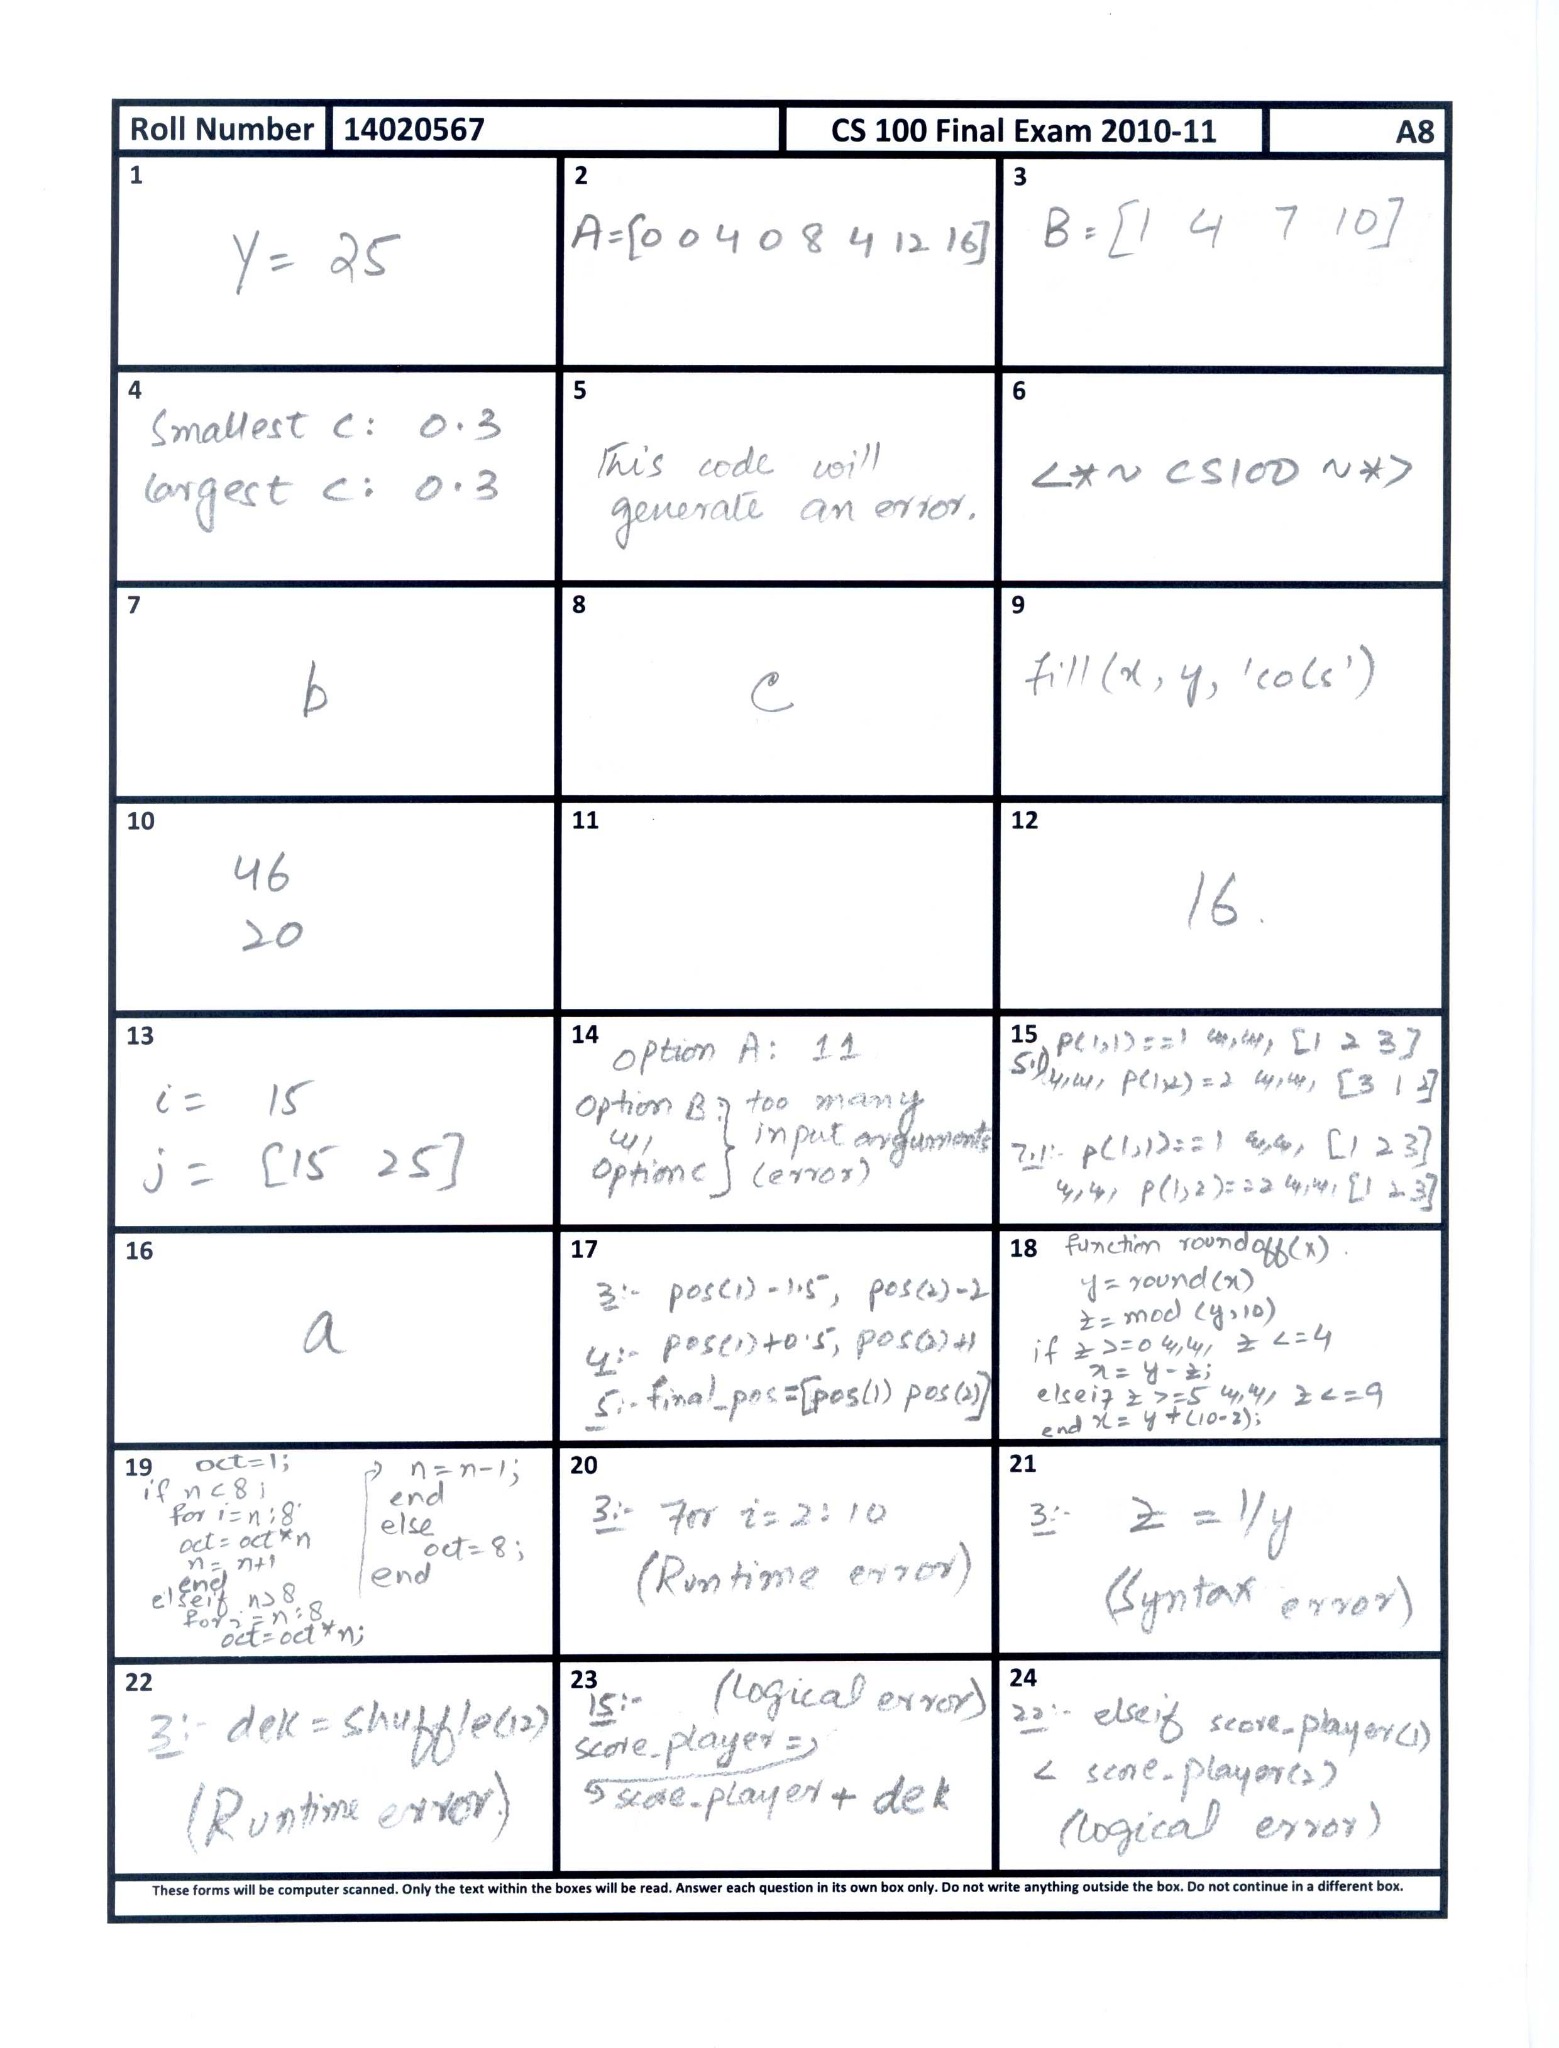 Roll Number 14020567 CS 100 Final Exam 2010-11 A8
1
Y = 25
2
A=[0 0 4 0 8 4 12 16]
3
B = [1 4 7 10]
4
Smallest c: 0.3
largest c: 0.3
5
This code will
generate an error.
6
<*~ CS100 ~*>
7
b
8
c
9
fill(x, y, 'cols')
10
46
20
11
12
16.
13
i = 15
j = [15 25]
14
option A: 11
option B } too many
input arguments
option C } (error)
15
5:1) P(1,1)==1 [1 2 3]
P(1,2)=2 [3 1 2]
7.1:- p(1,1)==1 [1 2 3]
p(1,2)==2 [1 2 3]
16
a
17
3:- pos(1)-1.5, pos(2)-2
4:- pos(1)+0.5, pos(2)+1
5:- final_pos=[pos(1) pos(2)]
18
function roundoff(x).
y=round(x)
z=mod (y,10)
if z>=0 z<=4
x = y-z;
elseif z>=5 z<=9
end x= y+(10-z);
19
oct=1;
if n<8;
for i=n:8
oct=oct*n
n= n+1
end
elseif n>8
for i=n:8
oct=oct*n;
n=n-1;
end
else
oct=8;
end
20
3:- for i=2:10
(Runtime error)
21
3:- z = 1/y
(Syntax error)
22
3:- dek = shuffle(12)
(Runtime error)
23
15:- (logical error)
score_player =
score_player + dek
24
22:- elseif score_player(1)
< score_player(2)
(logical error)
These forms will be computer scanned. Only the text within the boxes will be read. Answer each question in its own box only. Do not write anything outside the box. Do not continue in a different box.